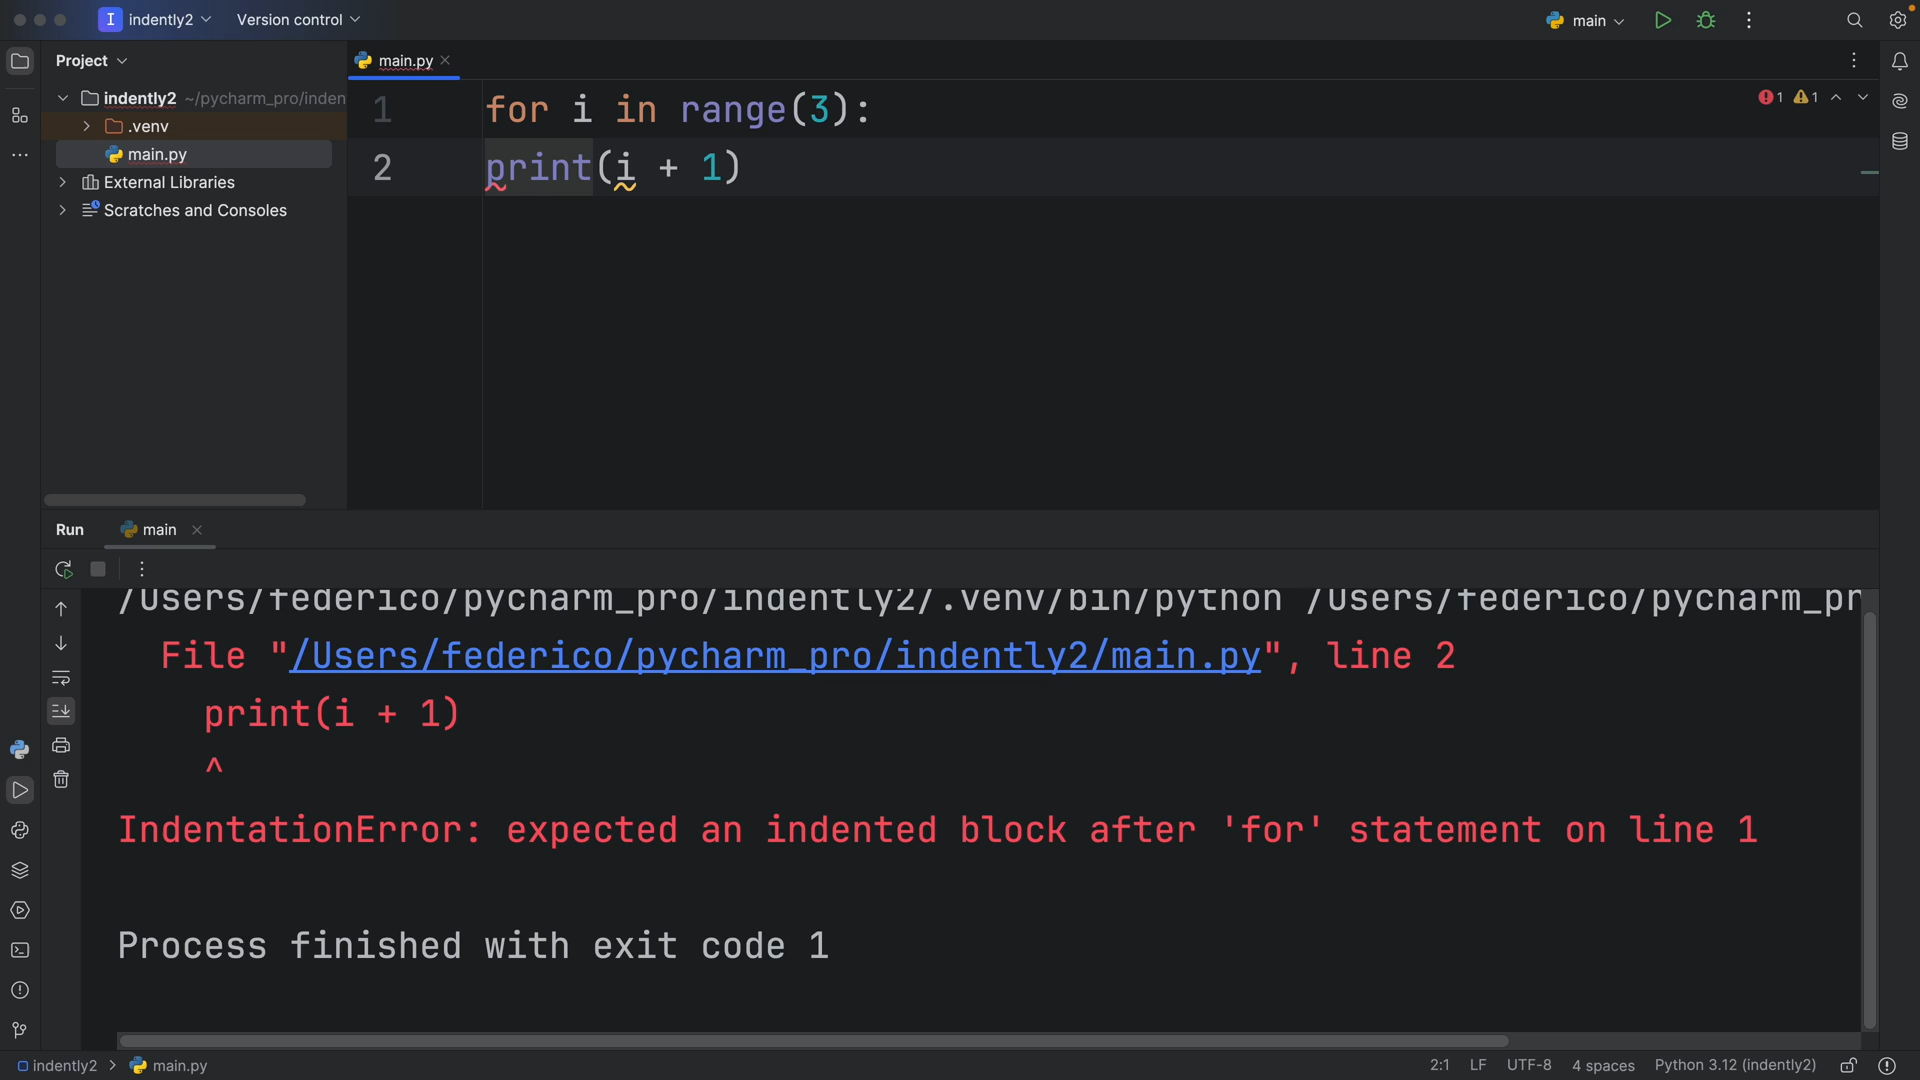 I indently2 Version control main
Project
main.py
indently2 ~/pycharm_pro/inden
.venv
main.py
External Libraries
Scratches and Consoles
1 for i in range(3):
2 print(i + 1)
1 1
Run main
/Users/federico/pycharm_pro/indently2/.venv/bin/python /Users/federico/pycharm_pr
File "/Users/federico/pycharm_pro/indently2/main.py", line 2
print(i + 1)
^
IndentationError: expected an indented block after 'for' statement on line 1
Process finished with exit code 1
indently2 > main.py 2:1 LF UTF-8 4 spaces Python 3.12 (indently2)